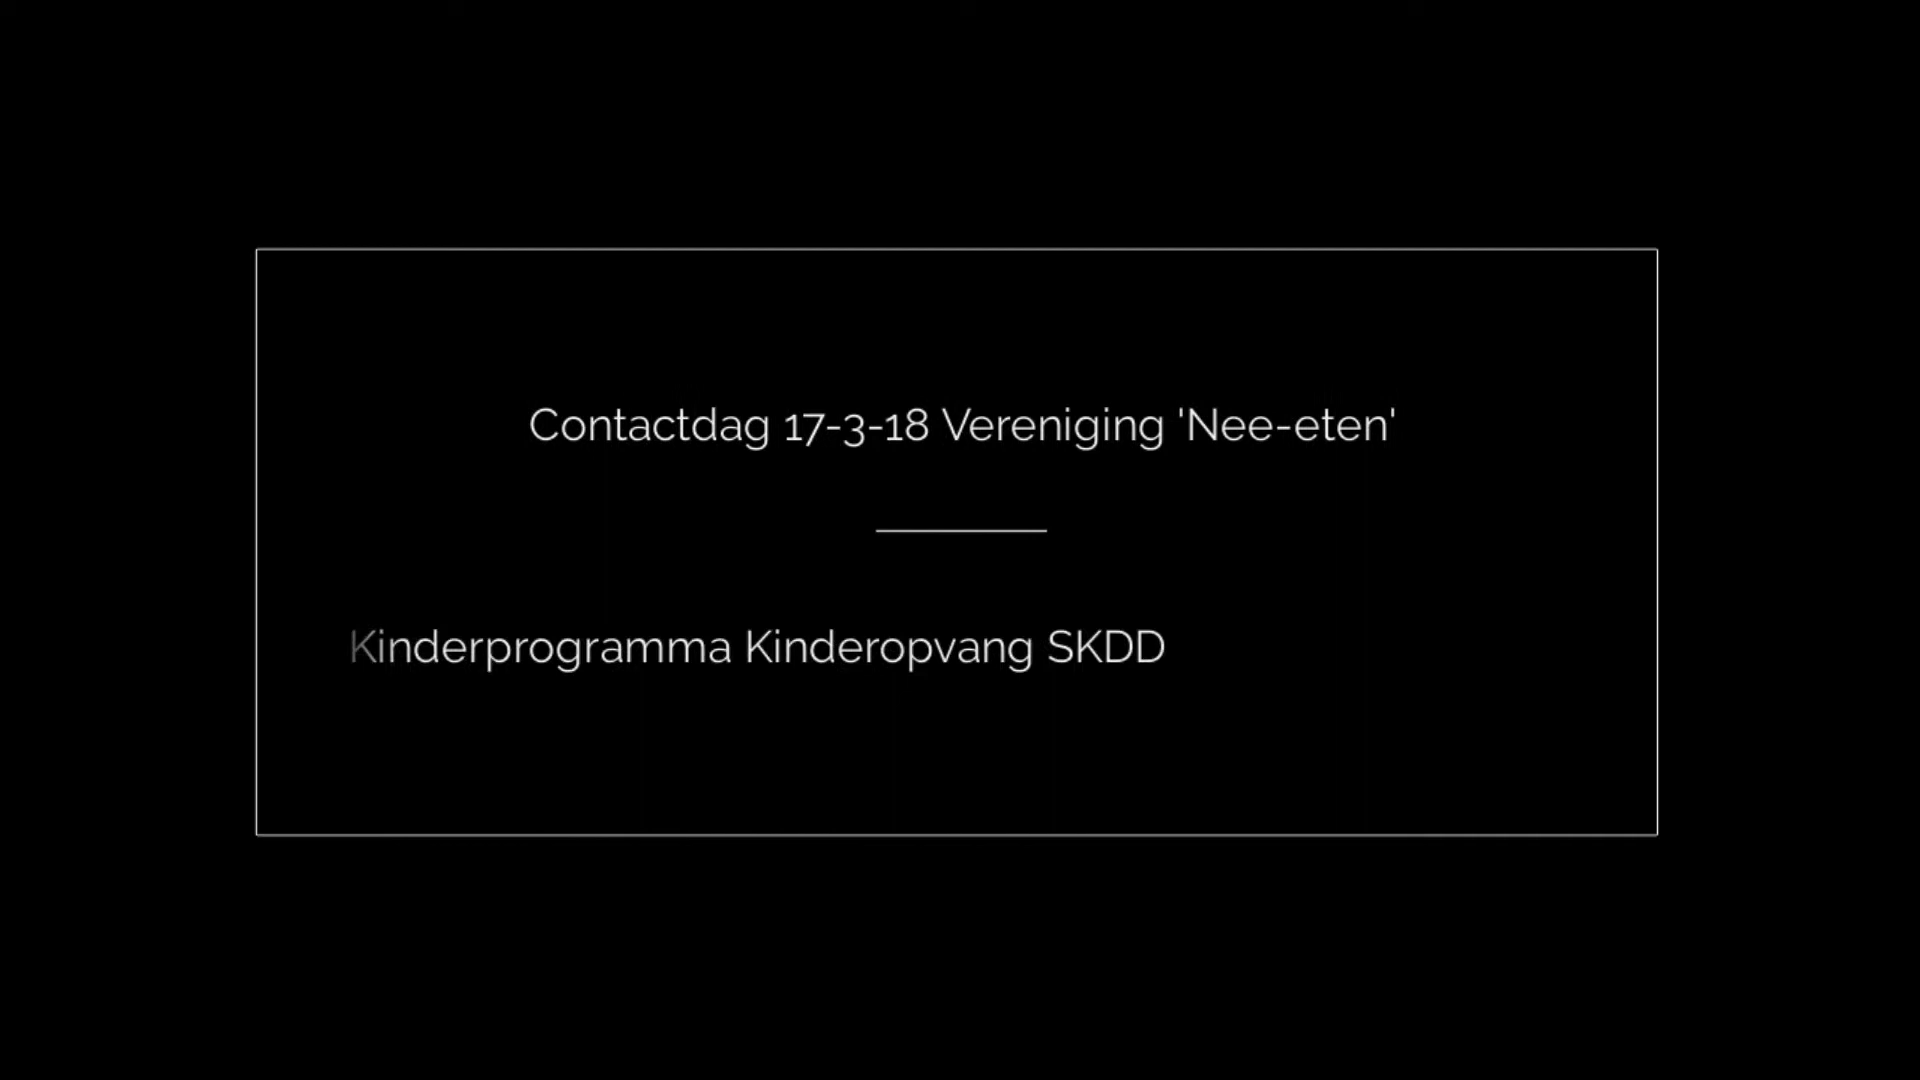 Contactdag 17-3-18 Vereniging 'Nee-eten'
Kinderprogramma Kinderopvang SKDD